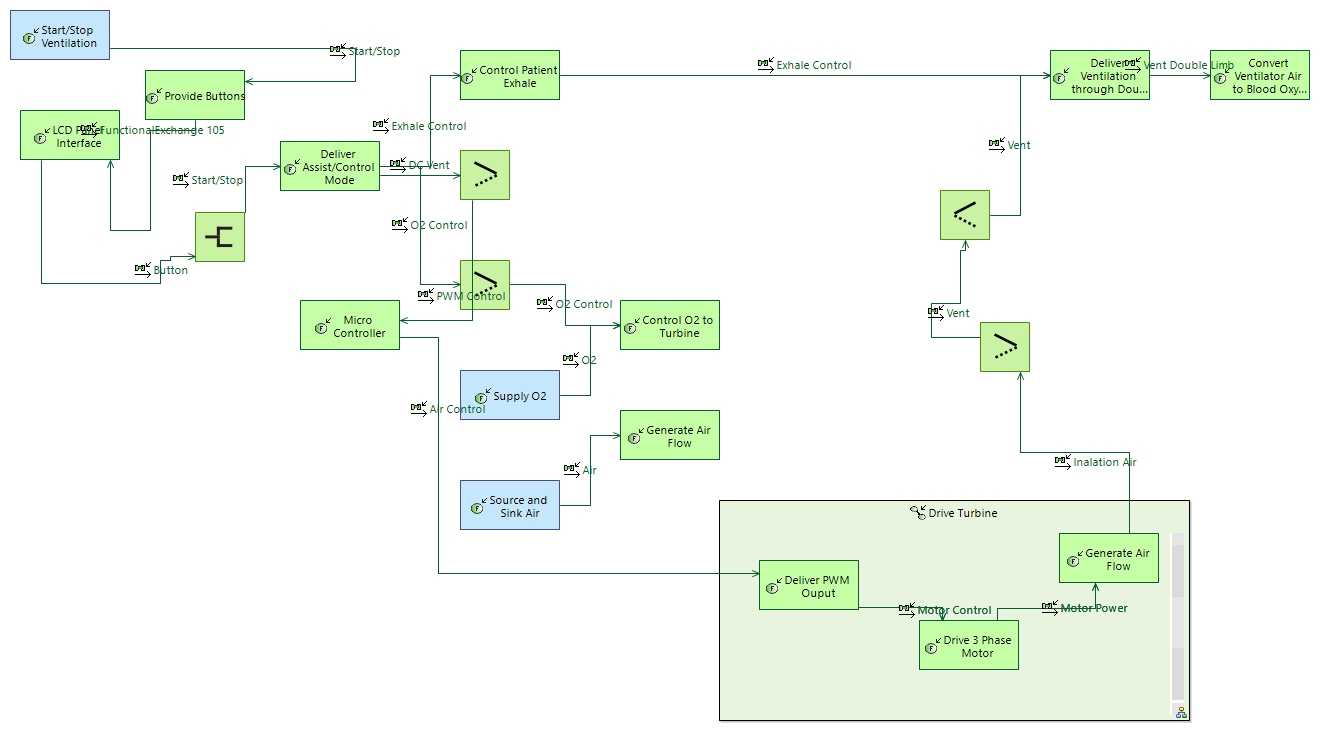 Start/Stop
Ventilation
Start/Stop
Provide Buttons
LCD Panel
Interface
FunctionalExchange 105
Start/Stop
Button
Deliver
Assist/Control
Mode
Control Patient
Exhale
Exhale Control
Exhale Control
DC Vent
O2 Control
PWM Control
O2 Control
Micro
Controller
Control O2 to
Turbine
O2
Supply O2
Air Control
Generate Air
Flow
Air
Source and
Sink Air
Deliver
Ventilation
through Dou...
Vent Double Limb
Convert
Ventilator Air
to Blood Oxy...
Vent
Vent
Inalation Air
Drive Turbine
Generate Air
Flow
Deliver PWM
Ouput
Motor Control
Motor Power
Drive 3 Phase
Motor